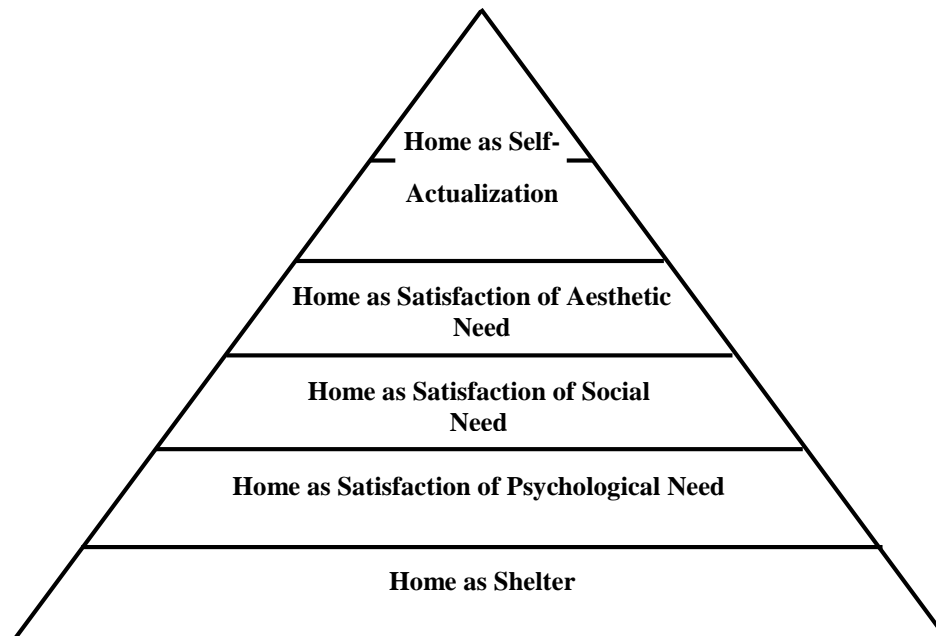 Home as Self-
Actualization
Home as Satisfaction of Aesthetic
Need
Home as Satisfaction of Social
Need
Home as Satisfaction of Psychological Need
Home as Shelter